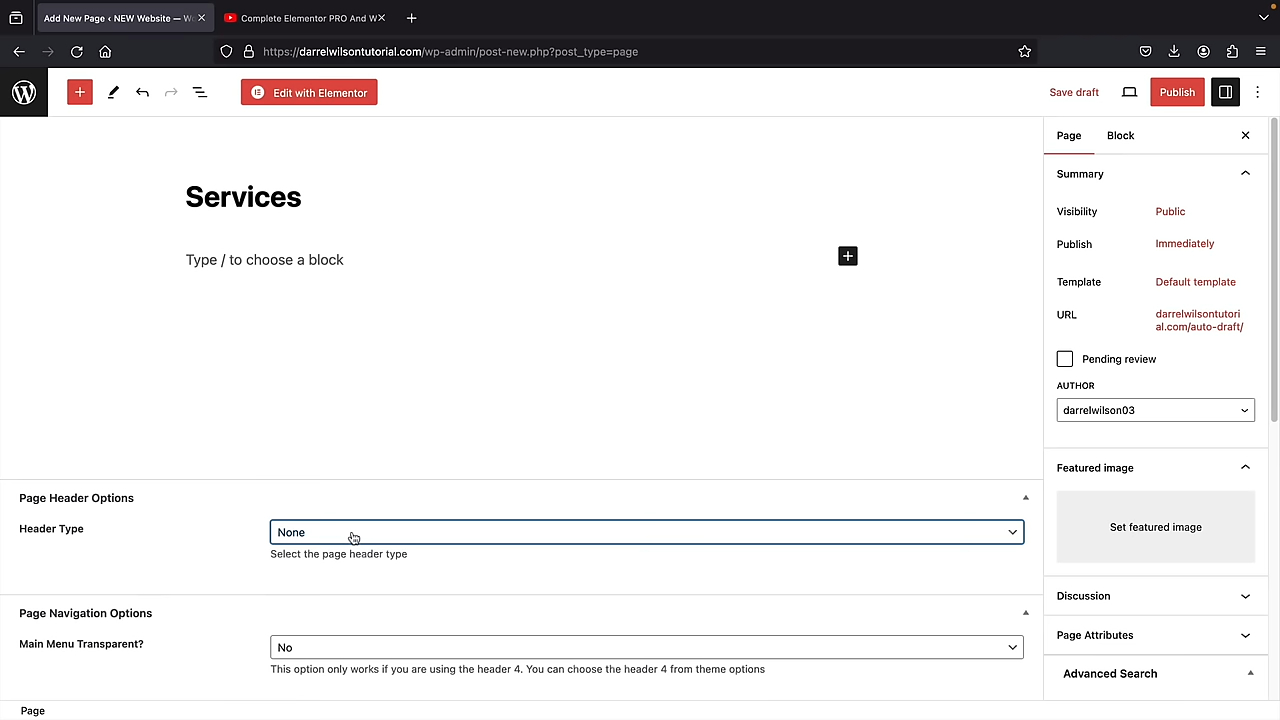 Add New Page ‹ NEW Website — Wo
Complete Elementor PRO And W
https://darrelwilsontutorial.com/wp-admin/post-new.php?post_type=page
Edit with Elementor
Save draft
Publish
Page
Block
Services
Type / to choose a block
Summary
Visibility
Public
Publish
Immediately
Template
Default template
URL
darrelwilsontutori
al.com/auto-draft/
Pending review
AUTHOR
darrelwilson03
Featured image
Set featured image
Discussion
Page Attributes
Advanced Search
Page Header Options
Header Type
None
Select the page header type
Page Navigation Options
Main Menu Transparent?
No
This option only works if you are using the header 4. You can choose the header 4 from theme options
Page